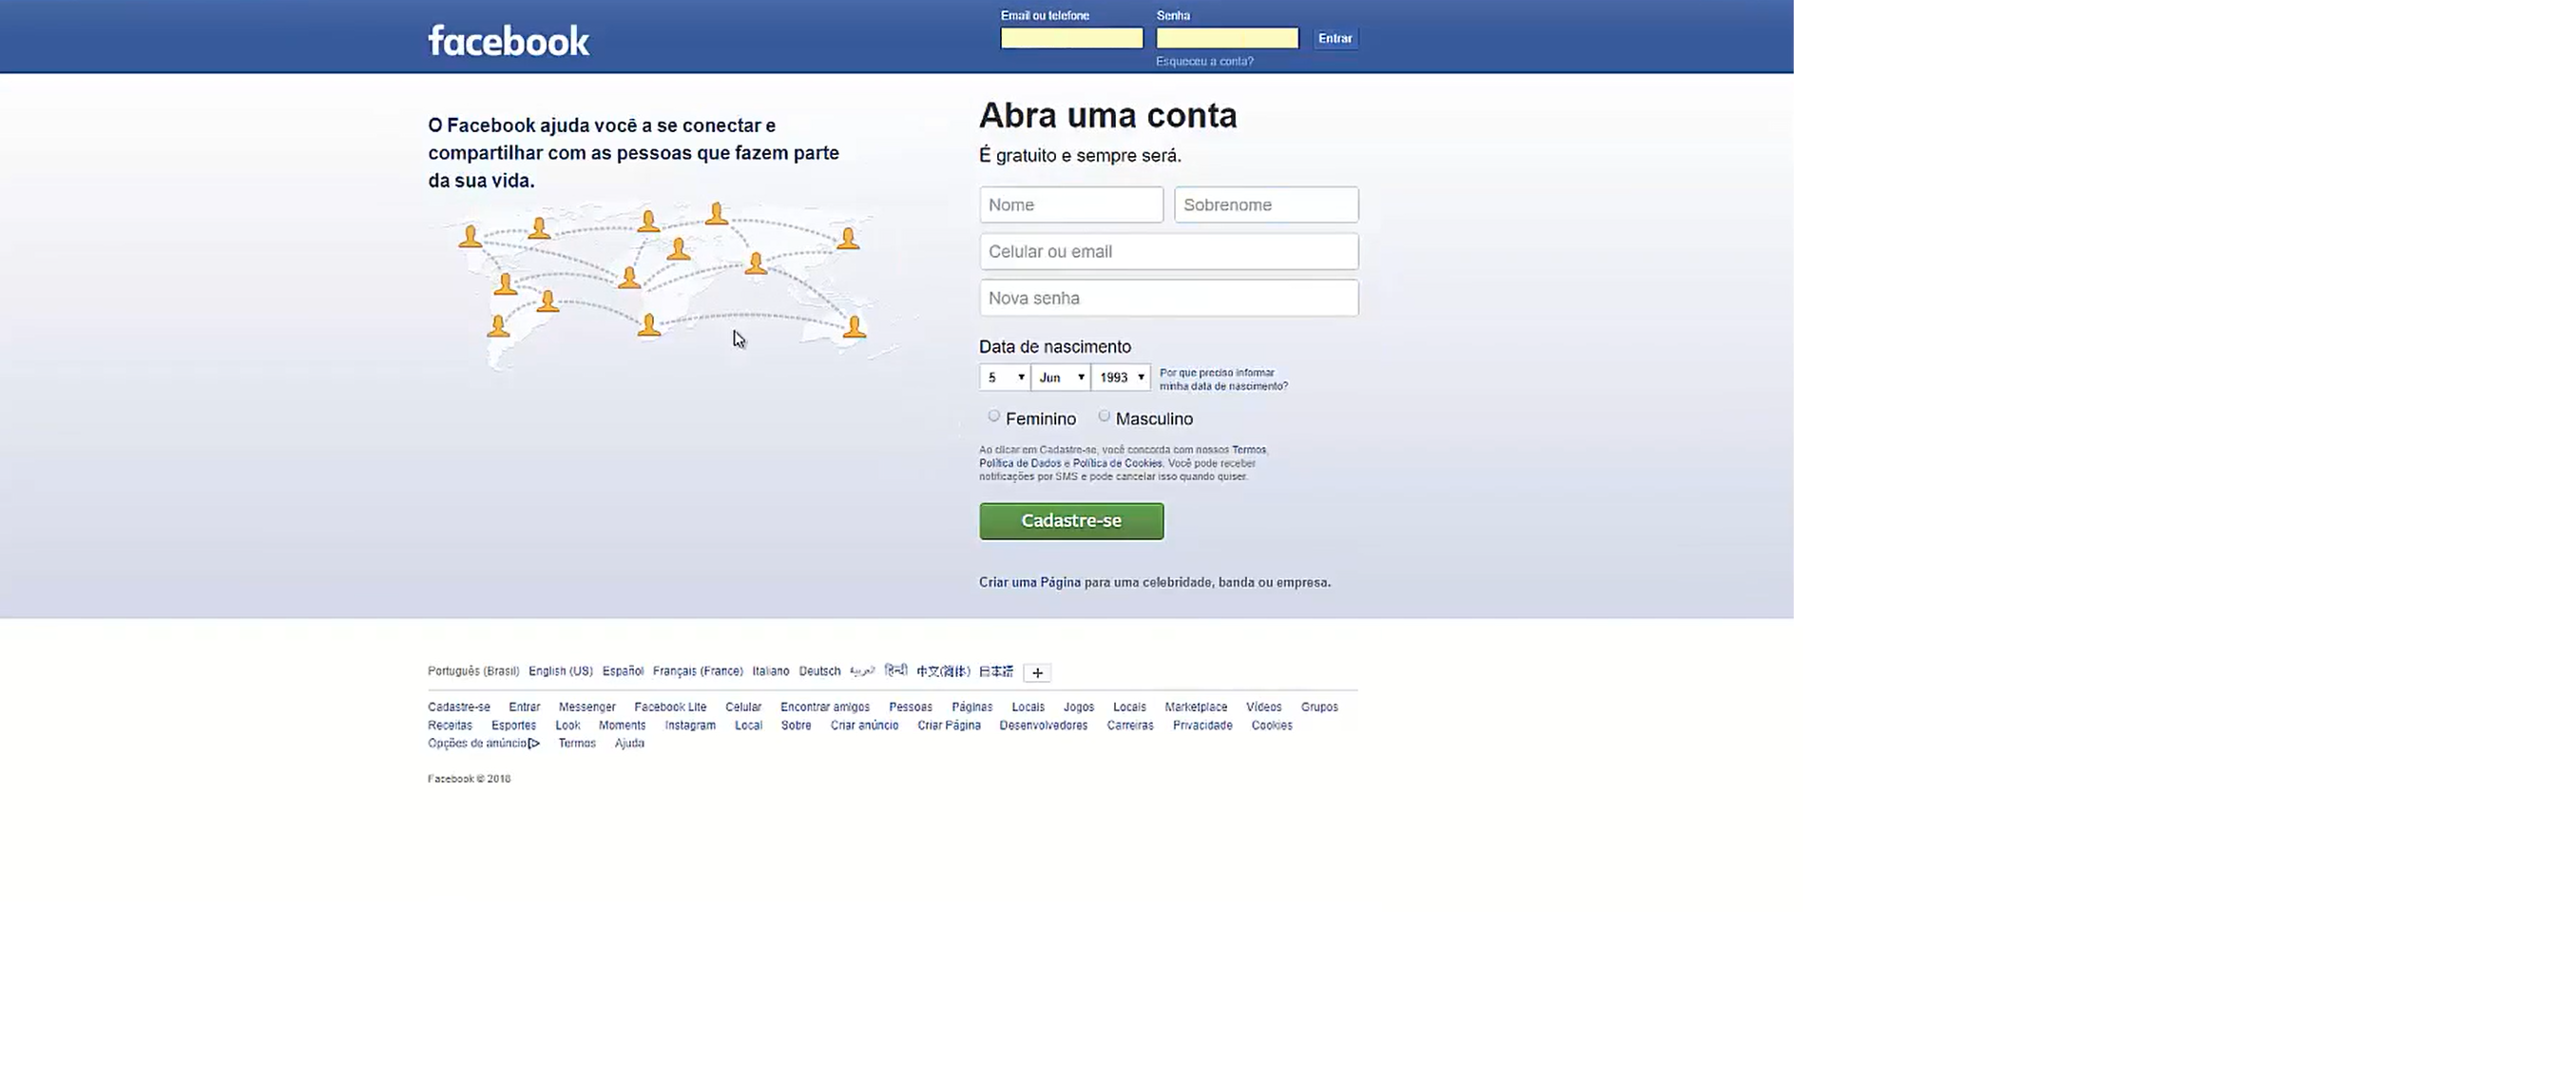 facebook
Email ou telefone
Senha
Entrar
Esqueceu a conta?
O Facebook ajuda você a se conectar e
compartilhar com as pessoas que fazem parte
da sua vida.
Abra uma conta
É gratuito e sempre será.
Nome
Sobrenome
Celular ou email
Nova senha
Data de nascimento
5 Jun 1993
Por que preciso informar
minha data de nascimento?
Feminino Masculino
Ao clicar em Cadastre-se, você concorda com nossos Termos,
Política de Dados e Política de Cookies. Você pode receber
notificações por SMS e pode cancelar isso quando quiser.
Cadastre-se
Criar uma Página para uma celebridade, banda ou empresa.
Português (Brasil) English (US) Español Français (France) Italiano Deutsch العربية हिन्दी 中文(简体) 日本語 +
Cadastre-se Entrar Messenger Facebook Lite Celular Encontrar amigos Pessoas Páginas Locais Jogos Locais Marketplace Vídeos Grupos
Receitas Esportes Look Moments Instagram Local Sobre Criar anúncio Criar Página Desenvolvedores Carreiras Privacidade Cookies
Opções de anúncio Termos Ajuda
Facebook © 2018